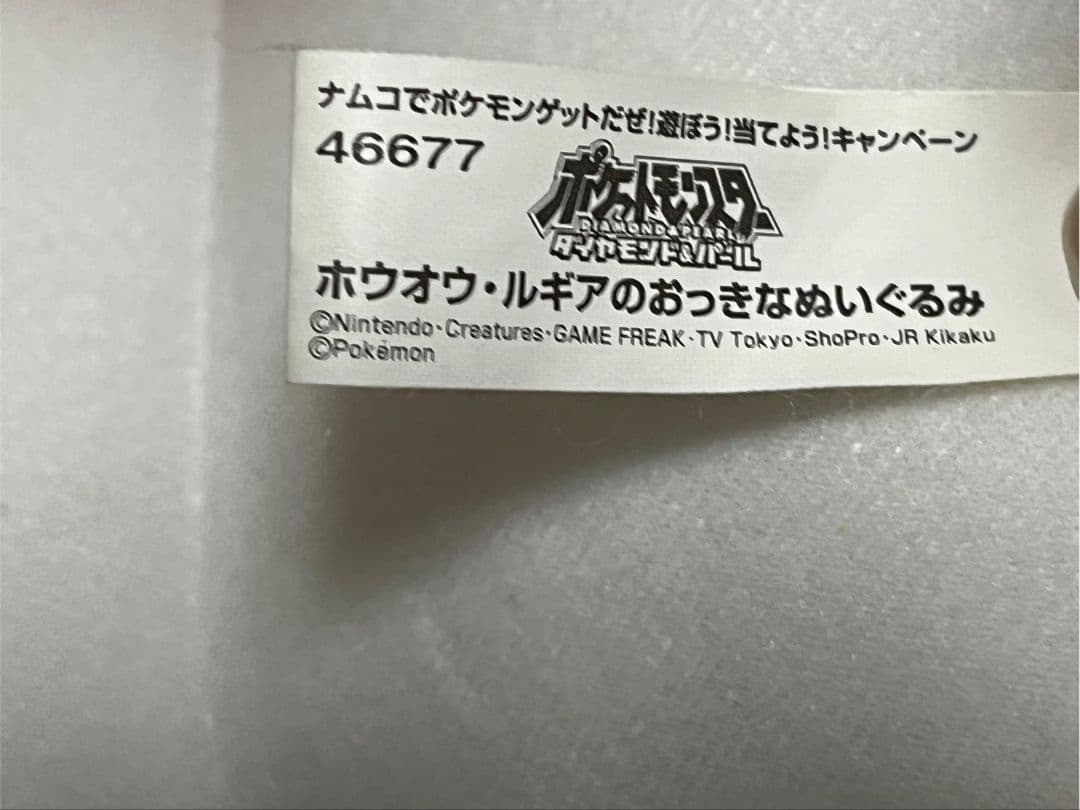 ナムコでポケモンゲットだぜ!遊ぼう!当てよう!キャンペーン
46677
ポケットモンスター
DIAMOND & PEARL
ダイヤモンド&パール
ホウオウ・ルギアのおっきなぬいぐるみ
©Nintendo・Creatures・GAME FREAK・TV Tokyo・ShoPro・JR Kikaku
©Pokémon